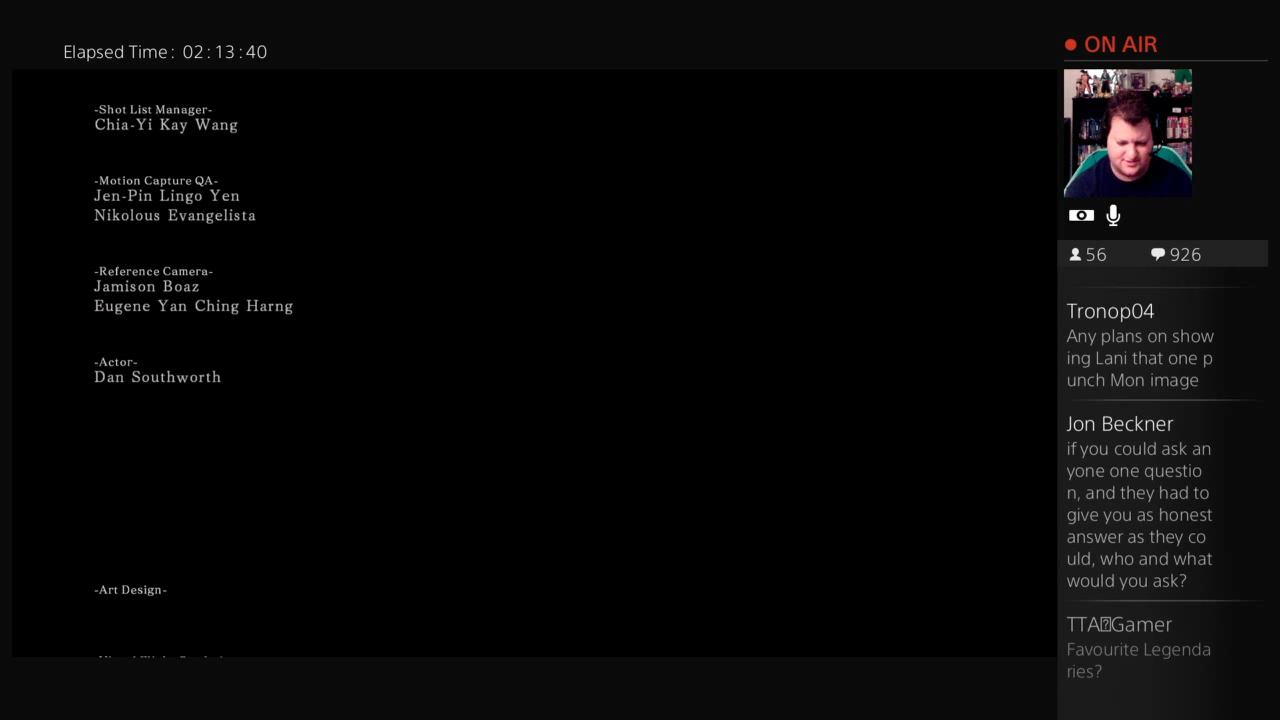 Elapsed Time: 02:13:40
-Shot List Manager-
Chia-Yi Kay Wang
-Motion Capture QA-
Jen-Pin Lingo Yen
Nikolous Evangelista
-Reference Camera-
Jamison Boaz
Eugene Yan Ching Harng
-Actor-
Dan Southworth
-Art Design-
ON AIR
56 926
Tronop04
Any plans on show
ing Lani that one p
unch Mon image
Jon Beckner
if you could ask an
yone one questio
n, and they had to
give you as honest
answer as they co
uld, who and what
would you ask?
TTA⍰Gamer
Favourite Legenda
ries?